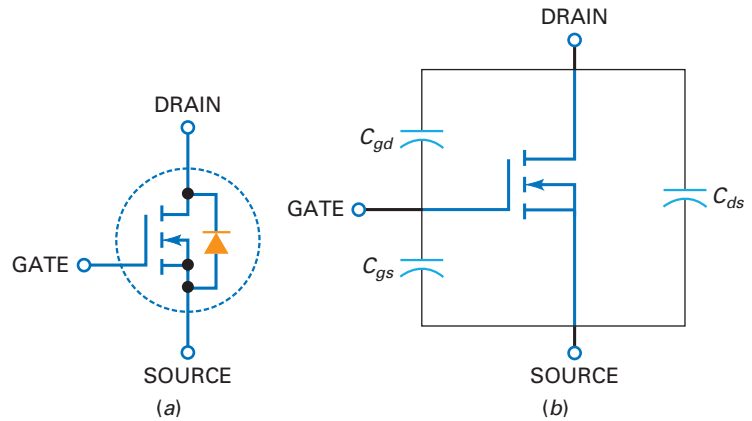 DRAIN
GATE
SOURCE
(a)
DRAIN
C_gd
GATE
C_ds
C_gs
SOURCE
(b)